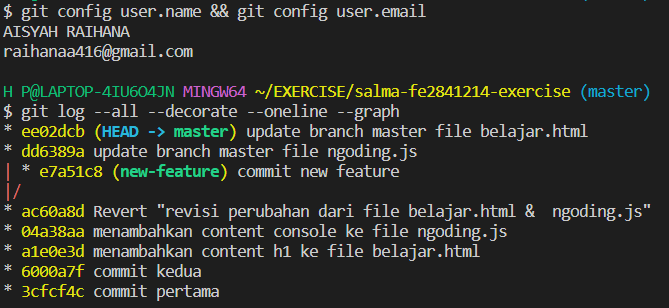 $ git config user.name && git config user.email
AISYAH RAIHANA
raihanaa416@gmail.com
H P@LAPTOP-4IU6O4JN MINGW64 ~/EXERCISE/salma-fe2841214-exercise (master)
$ git log --all --decorate --oneline --graph
* ee02dcb (HEAD -> master) update branch master file belajar.html
* dd6389a update branch master file ngoding.js
| * e7a51c8 (new-feature) commit new feature
|/
* ac60a8d Revert "revisi perubahan dari file belajar.html &  ngoding.js"
* 04a38aa menambahkan content console ke file ngoding.js
* a1e0e3d menambahkan content h1 ke file belajar.html
* 6000a7f commit kedua
* 3cfcf4c commit pertama